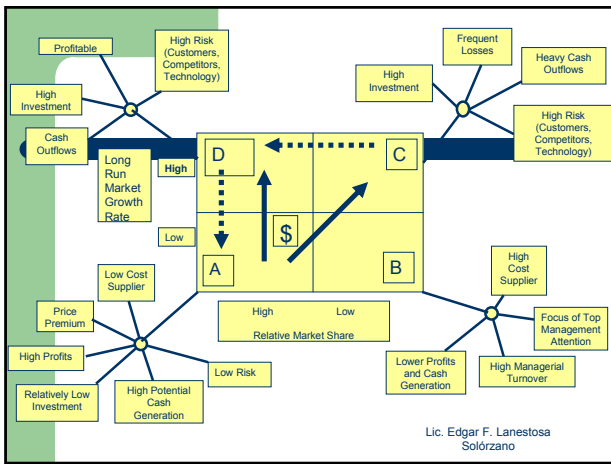 Profitable
High Risk
(Customers,
Competitors,
Technology)
High
Investment
Cash
Outflows
Frequent
Losses
Heavy Cash
Outflows
High
Investment
High Risk
(Customers,
Competitors,
Technology)
Long
Run
Market
Growth
Rate
High
Low
D
C
$
A
B
High Low
Relative Market Share
Low Cost
Supplier
Price
Premium
High Profits
Relatively Low
Investment
High Potential
Cash
Generation
Low Risk
High
Cost
Supplier
Focus of Top
Management
Attention
Lower Profits
and Cash
Generation
High Managerial
Turnover
Lic. Edgar F. Lanestosa
Solórzano